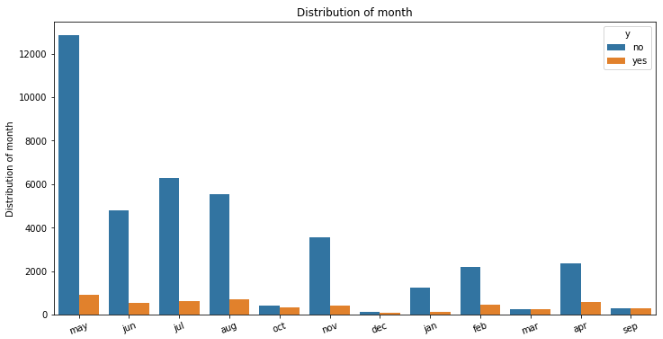 Distribution of month
y
no
yes
Distribution of month
12000
10000
8000
6000
4000
2000
0
may jun jul aug oct nov dec jan feb mar apr sep